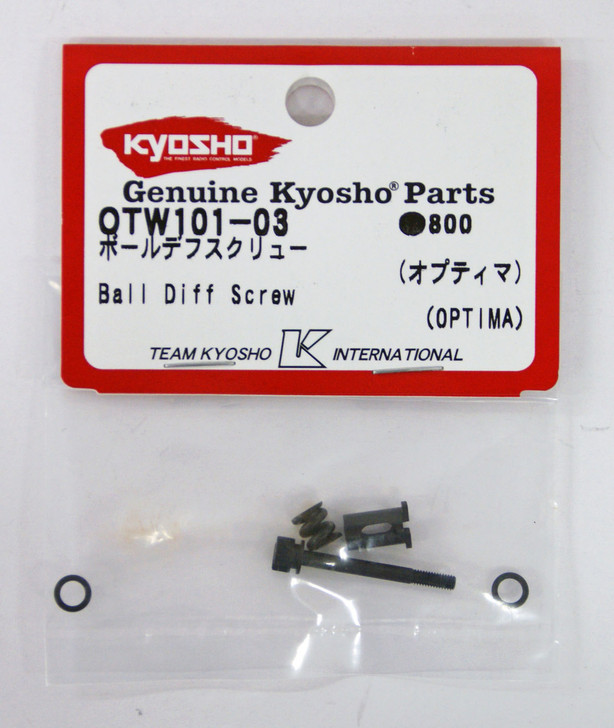 KYOSHO®
THE FINEST RADIO CONTROL MODELS
Genuine Kyosho® Parts
OTW101-03 ●800
ボールデフスクリュー
(オプティマ)
Ball Diff Screw
(OPTIMA)
TEAM KYOSHO K INTERNATIONAL